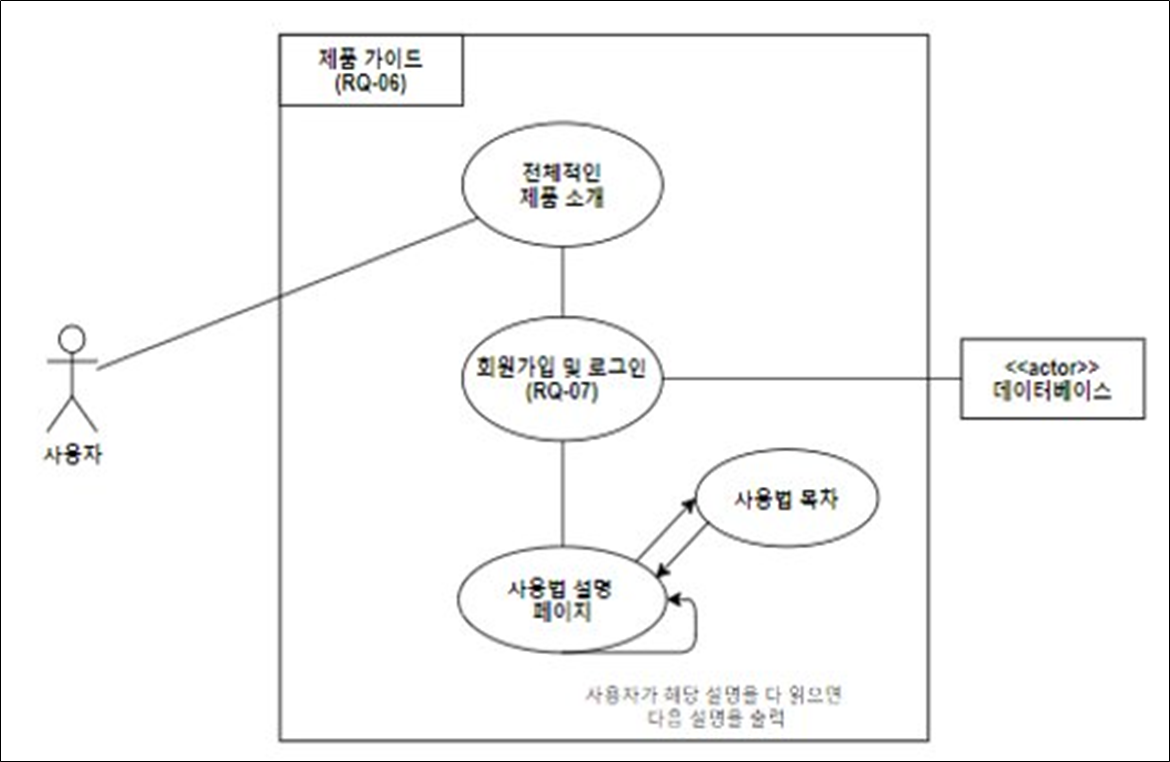 제품 가이드
(RQ-06)
전체적인
제품 소개
회원가입 및 로그인
(RQ-07)
<<actor>>
데이터베이스
사용자
사용법 목차
사용법 설명
페이지
사용자가 해당 설명을 다 읽으면
다음 설명을 출력